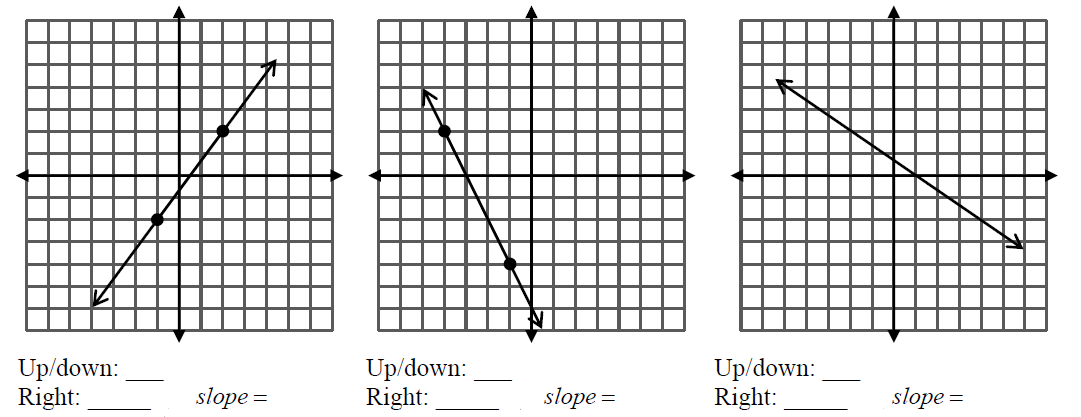 Up/down: ___ Up/down: ___ Up/down: ___
Right: _____ slope = Right: _____ slope = Right: _____ slope =